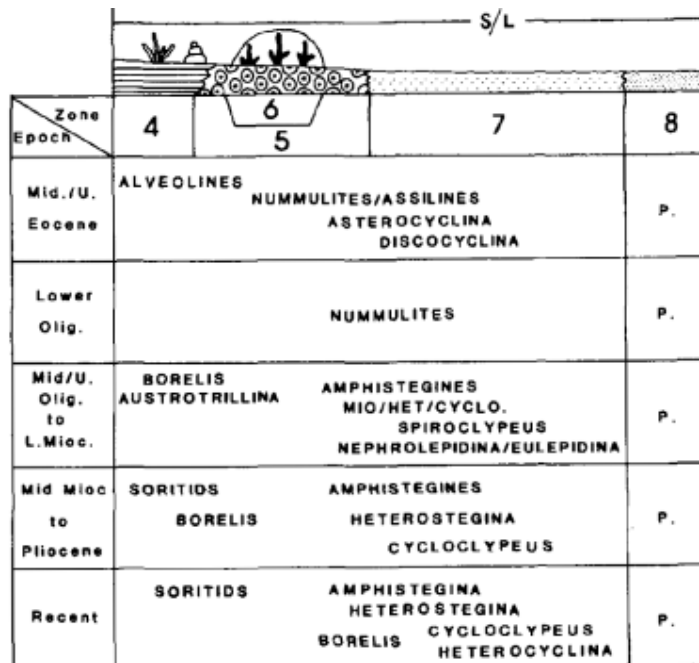 S/L
Zone
Epoch
4
6
5
7
8
Mid./U.
Eocene
ALVEOLINES
NUMMULITES/ASSILINES
ASTEROCYCLINA
DISCOCYCLINA
P.
Lower
Olig.
NUMMULITES
P.
Mid/U.
Olig.
to
L.Mioc.
BORELIS
AUSTROTRILLINA
AMPHISTEGINES
MIO/HET/CYCLO.
SPIROCLYPEUS
NEPHROLEPIDINA/EULEPIDINA
P.
Mid Mioc
to
Pliocene
SORITIDS
AMPHISTEGINES
BORELIS
HETEROSTEGINA
CYCLOCLYPEUS
P.
Recent
SORITIDS
AMPHISTEGINA
HETEROSTEGINA
BORELIS
CYCLOCLYPEUS
HETEROCYCLINA
P.